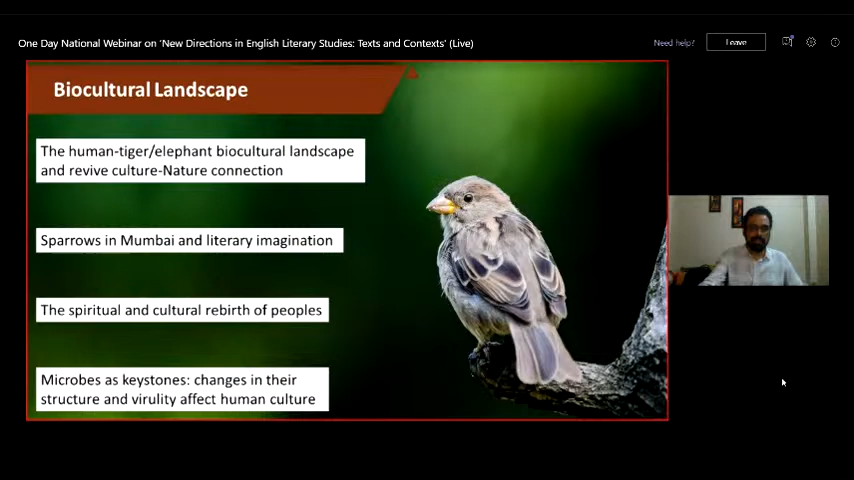 One Day National Webinar on 'New Directions in English Literary Studies: Texts and Contexts' (Live)
Need help?
Leave
Biocultural Landscape
The human-tiger/elephant biocultural landscape
and revive culture-Nature connection
Sparrows in Mumbai and literary imagination
The spiritual and cultural rebirth of peoples
Microbes as keystones: changes in their
structure and virulity affect human culture